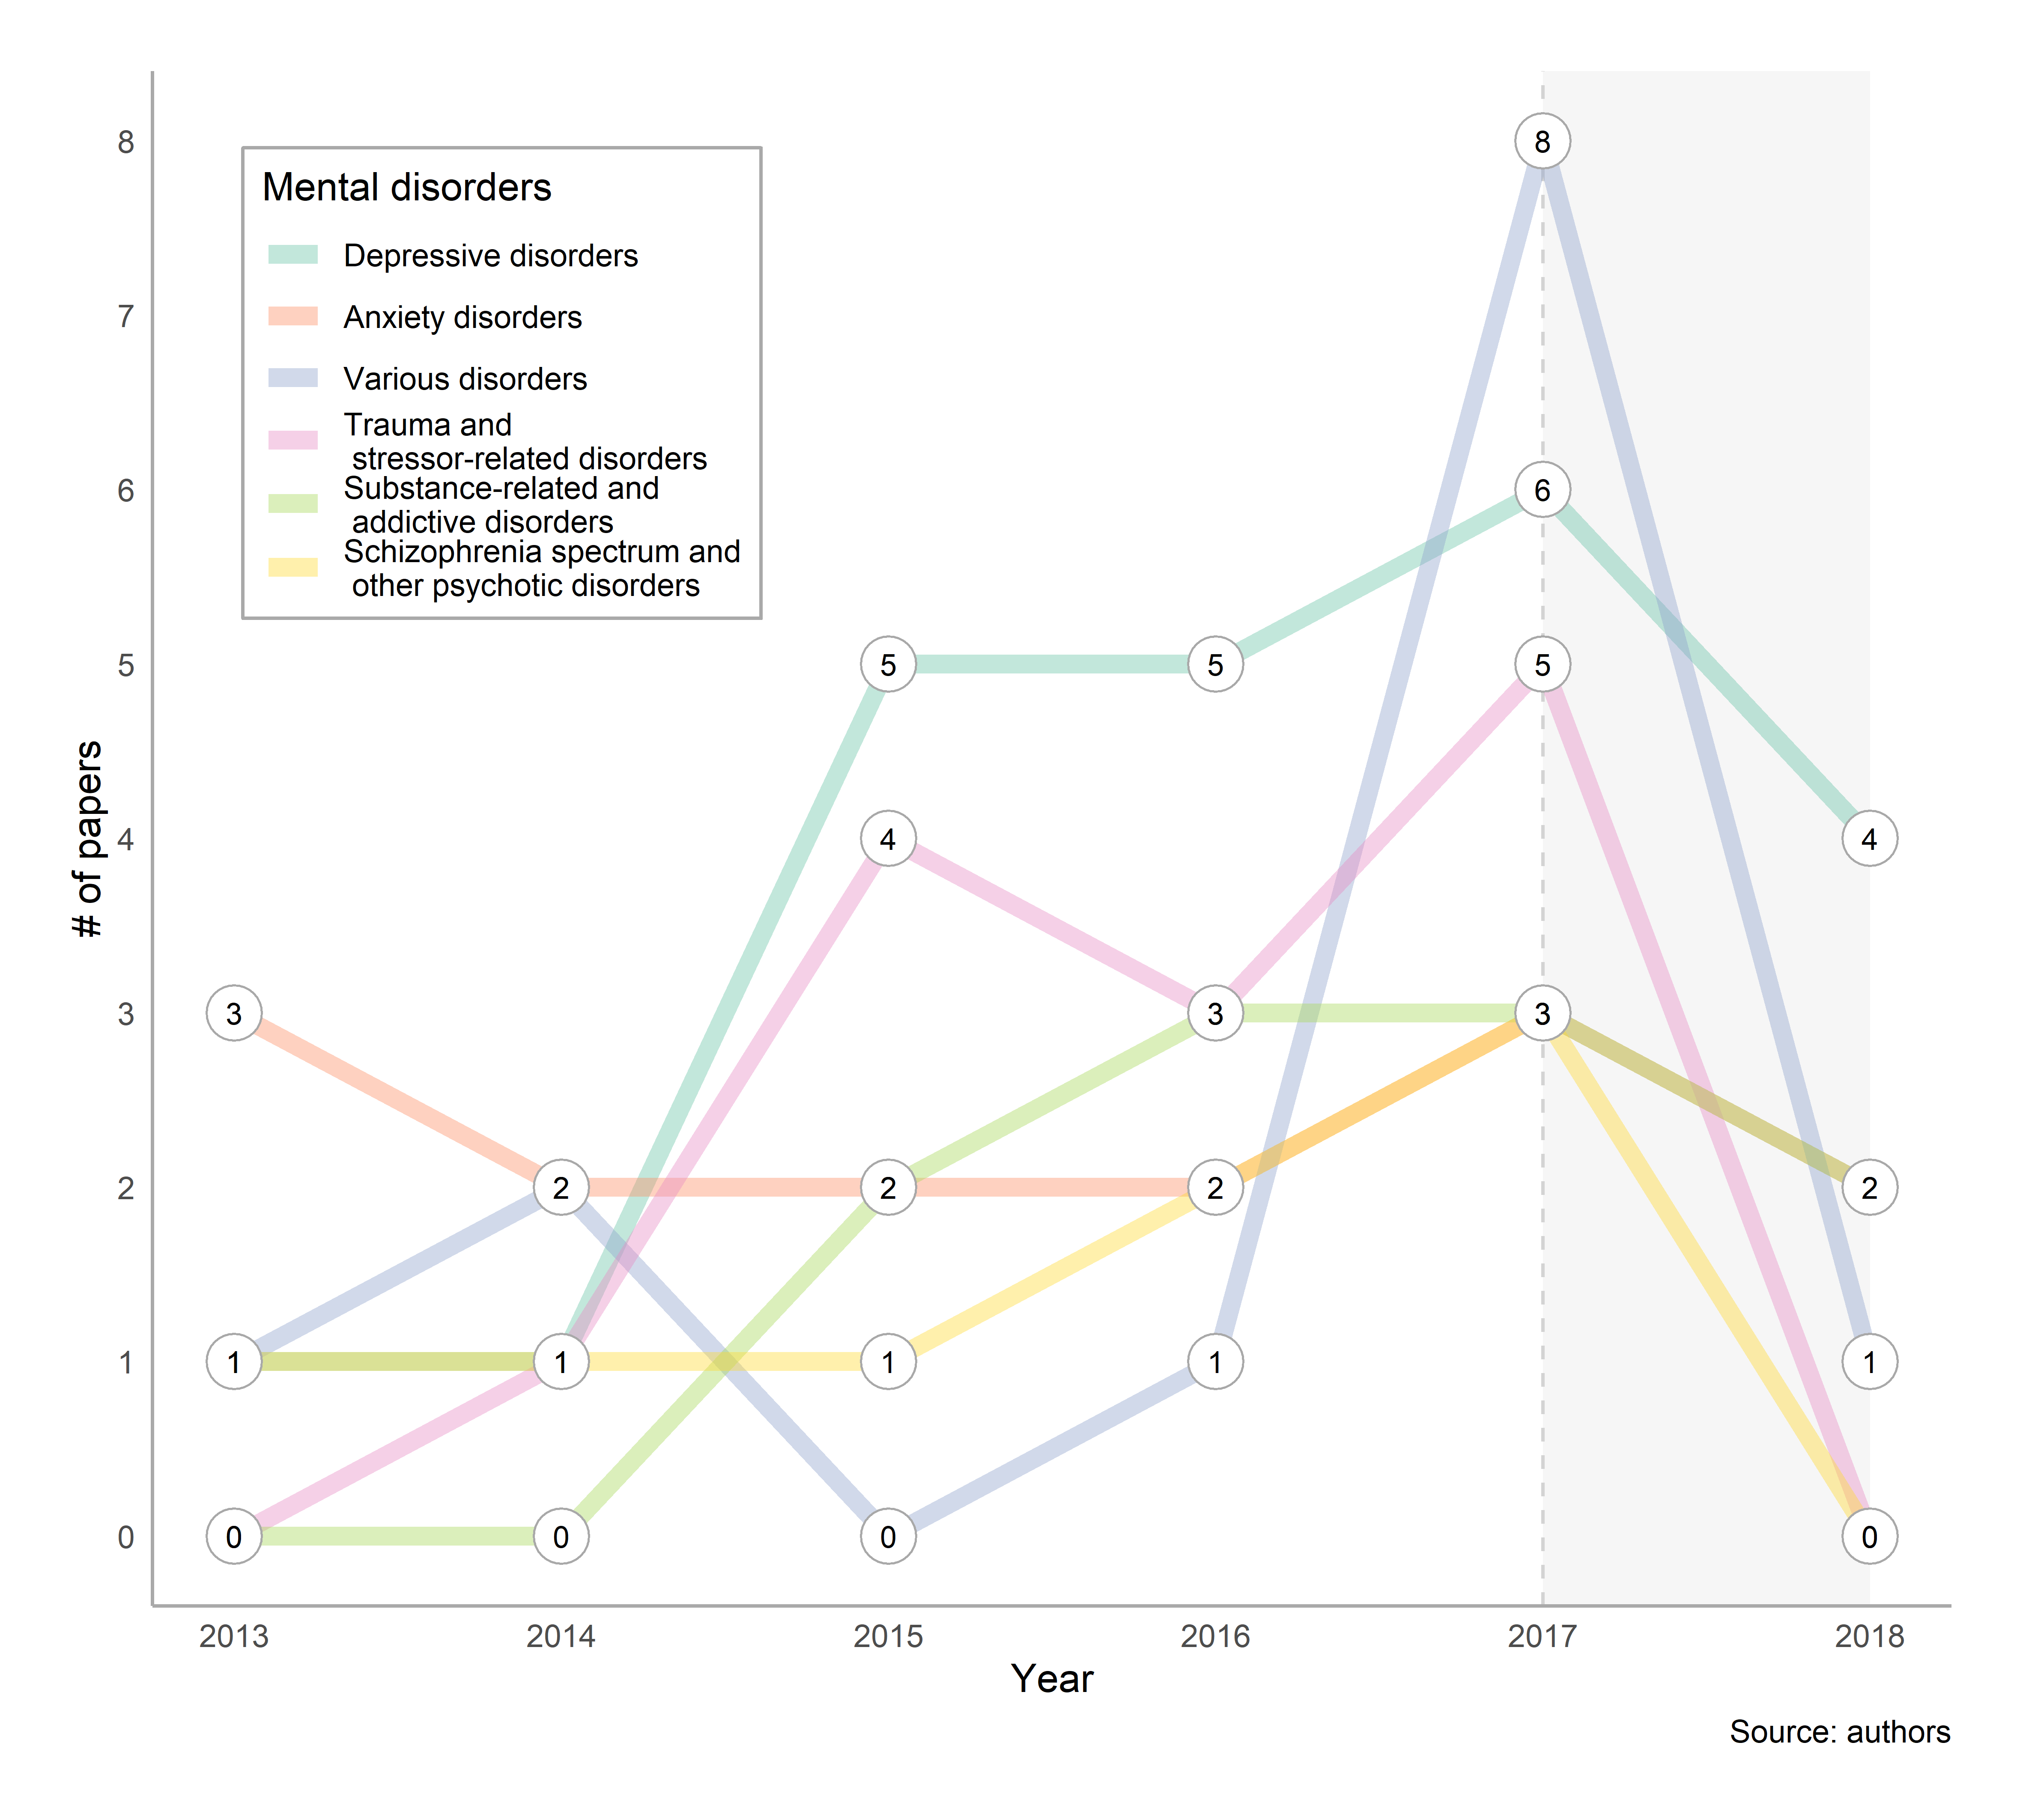 8
8
Mental disorders
Depressive disorders
7
Anxiety disorders
Various disorders
Trauma and
stressor-related disorders
6
Substance-related and
6
addictive disorders
Schizophrenia spectrum and
other psychotic disorders
5
5
5
5
# of papers
4
4
4
3
3
3
3
2
2
2
2
2
1
1
1
1
1
1
0
0
0
0
0
2013
2014
2015
2016
2017
2018
Year
Source: authors